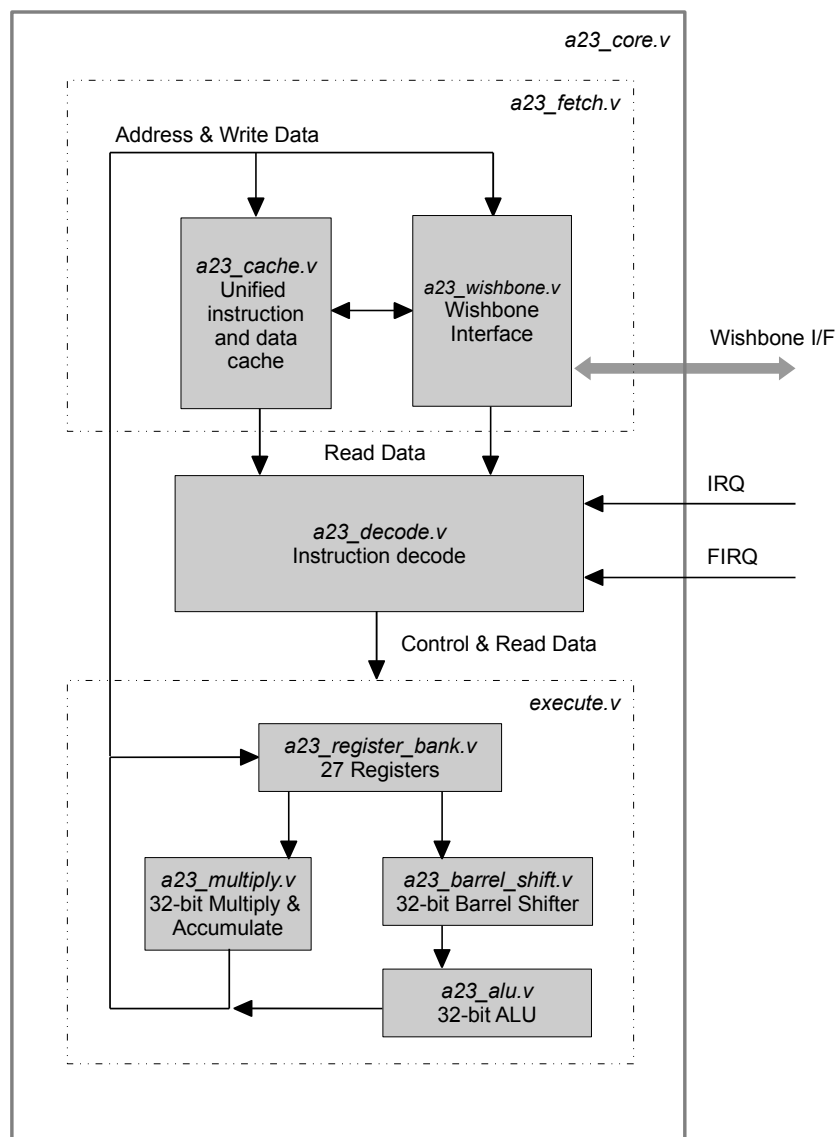 a23_core.v
a23_fetch.v
Address & Write Data
a23_cache.v
Unified
instruction
and data
cache
a23_wishbone.v
Wishbone
Interface
Wishbone I/F
Read Data
IRQ
a23_decode.v
Instruction decode
FIRQ
Control & Read Data
execute.v
a23_register_bank.v
27 Registers
a23_multiply.v
32-bit Multiply &
Accumulate
a23_barrel_shift.v
32-bit Barrel Shifter
a23_alu.v
32-bit ALU